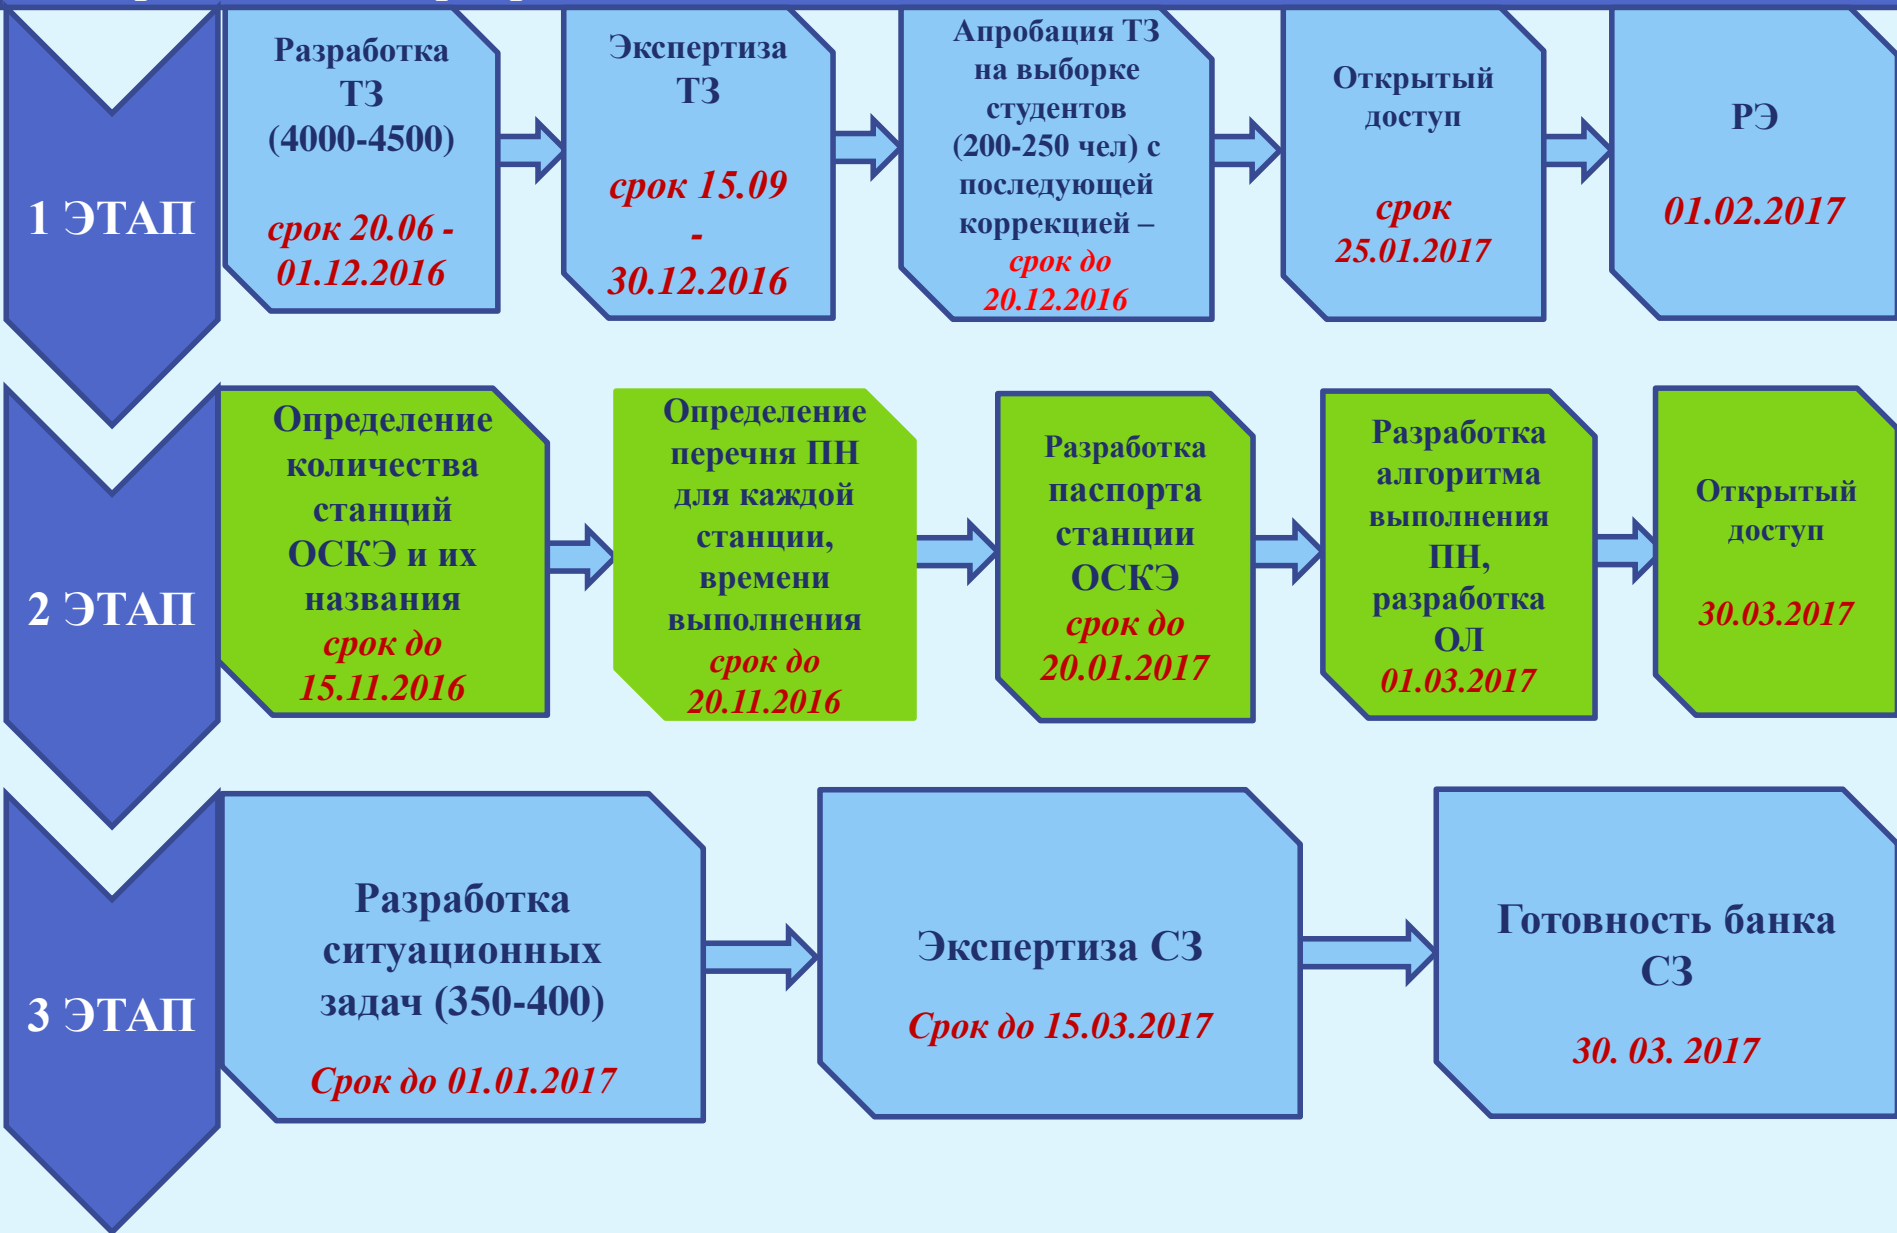 1 ЭТАП
Разработка
ТЗ
(4000-4500)
срок 20.06 -
01.12.2016
Экспертиза
ТЗ
срок 15.09
-
30.12.2016
Апробация ТЗ
на выборке
студентов
(200-250 чел) с
последующей
коррекцией –
срок до
20.12.2016
Открытый
доступ
срок
25.01.2017
РЭ
01.02.2017
2 ЭТАП
Определение
количества
станций
ОСКЭ и их
названия
срок до
15.11.2016
Определение
перечня ПН
для каждой
станции,
времени
выполнения
срок до
20.11.2016
Разработка
паспорта
станции
ОСКЭ
срок до
20.01.2017
Разработка
алгоритма
выполнения
ПН,
разработка
ОЛ
01.03.2017
Открытый
доступ
30.03.2017
3 ЭТАП
Разработка
ситуационных
задач (350-400)
Срок до 01.01.2017
Экспертиза СЗ
Срок до 15.03.2017
Готовность банка
СЗ
30. 03. 2017